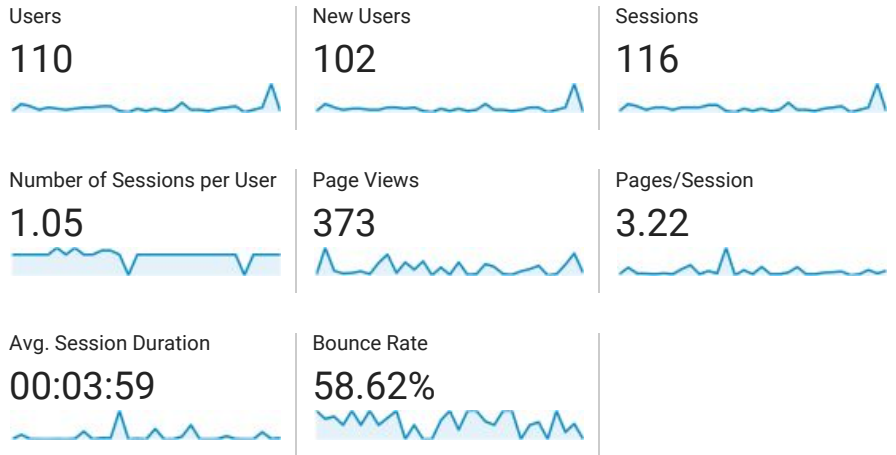 Users
110
New Users
102
Sessions
116
Number of Sessions per User
1.05
Page Views
373
Pages/Session
3.22
Avg. Session Duration
00:03:59
Bounce Rate
58.62%